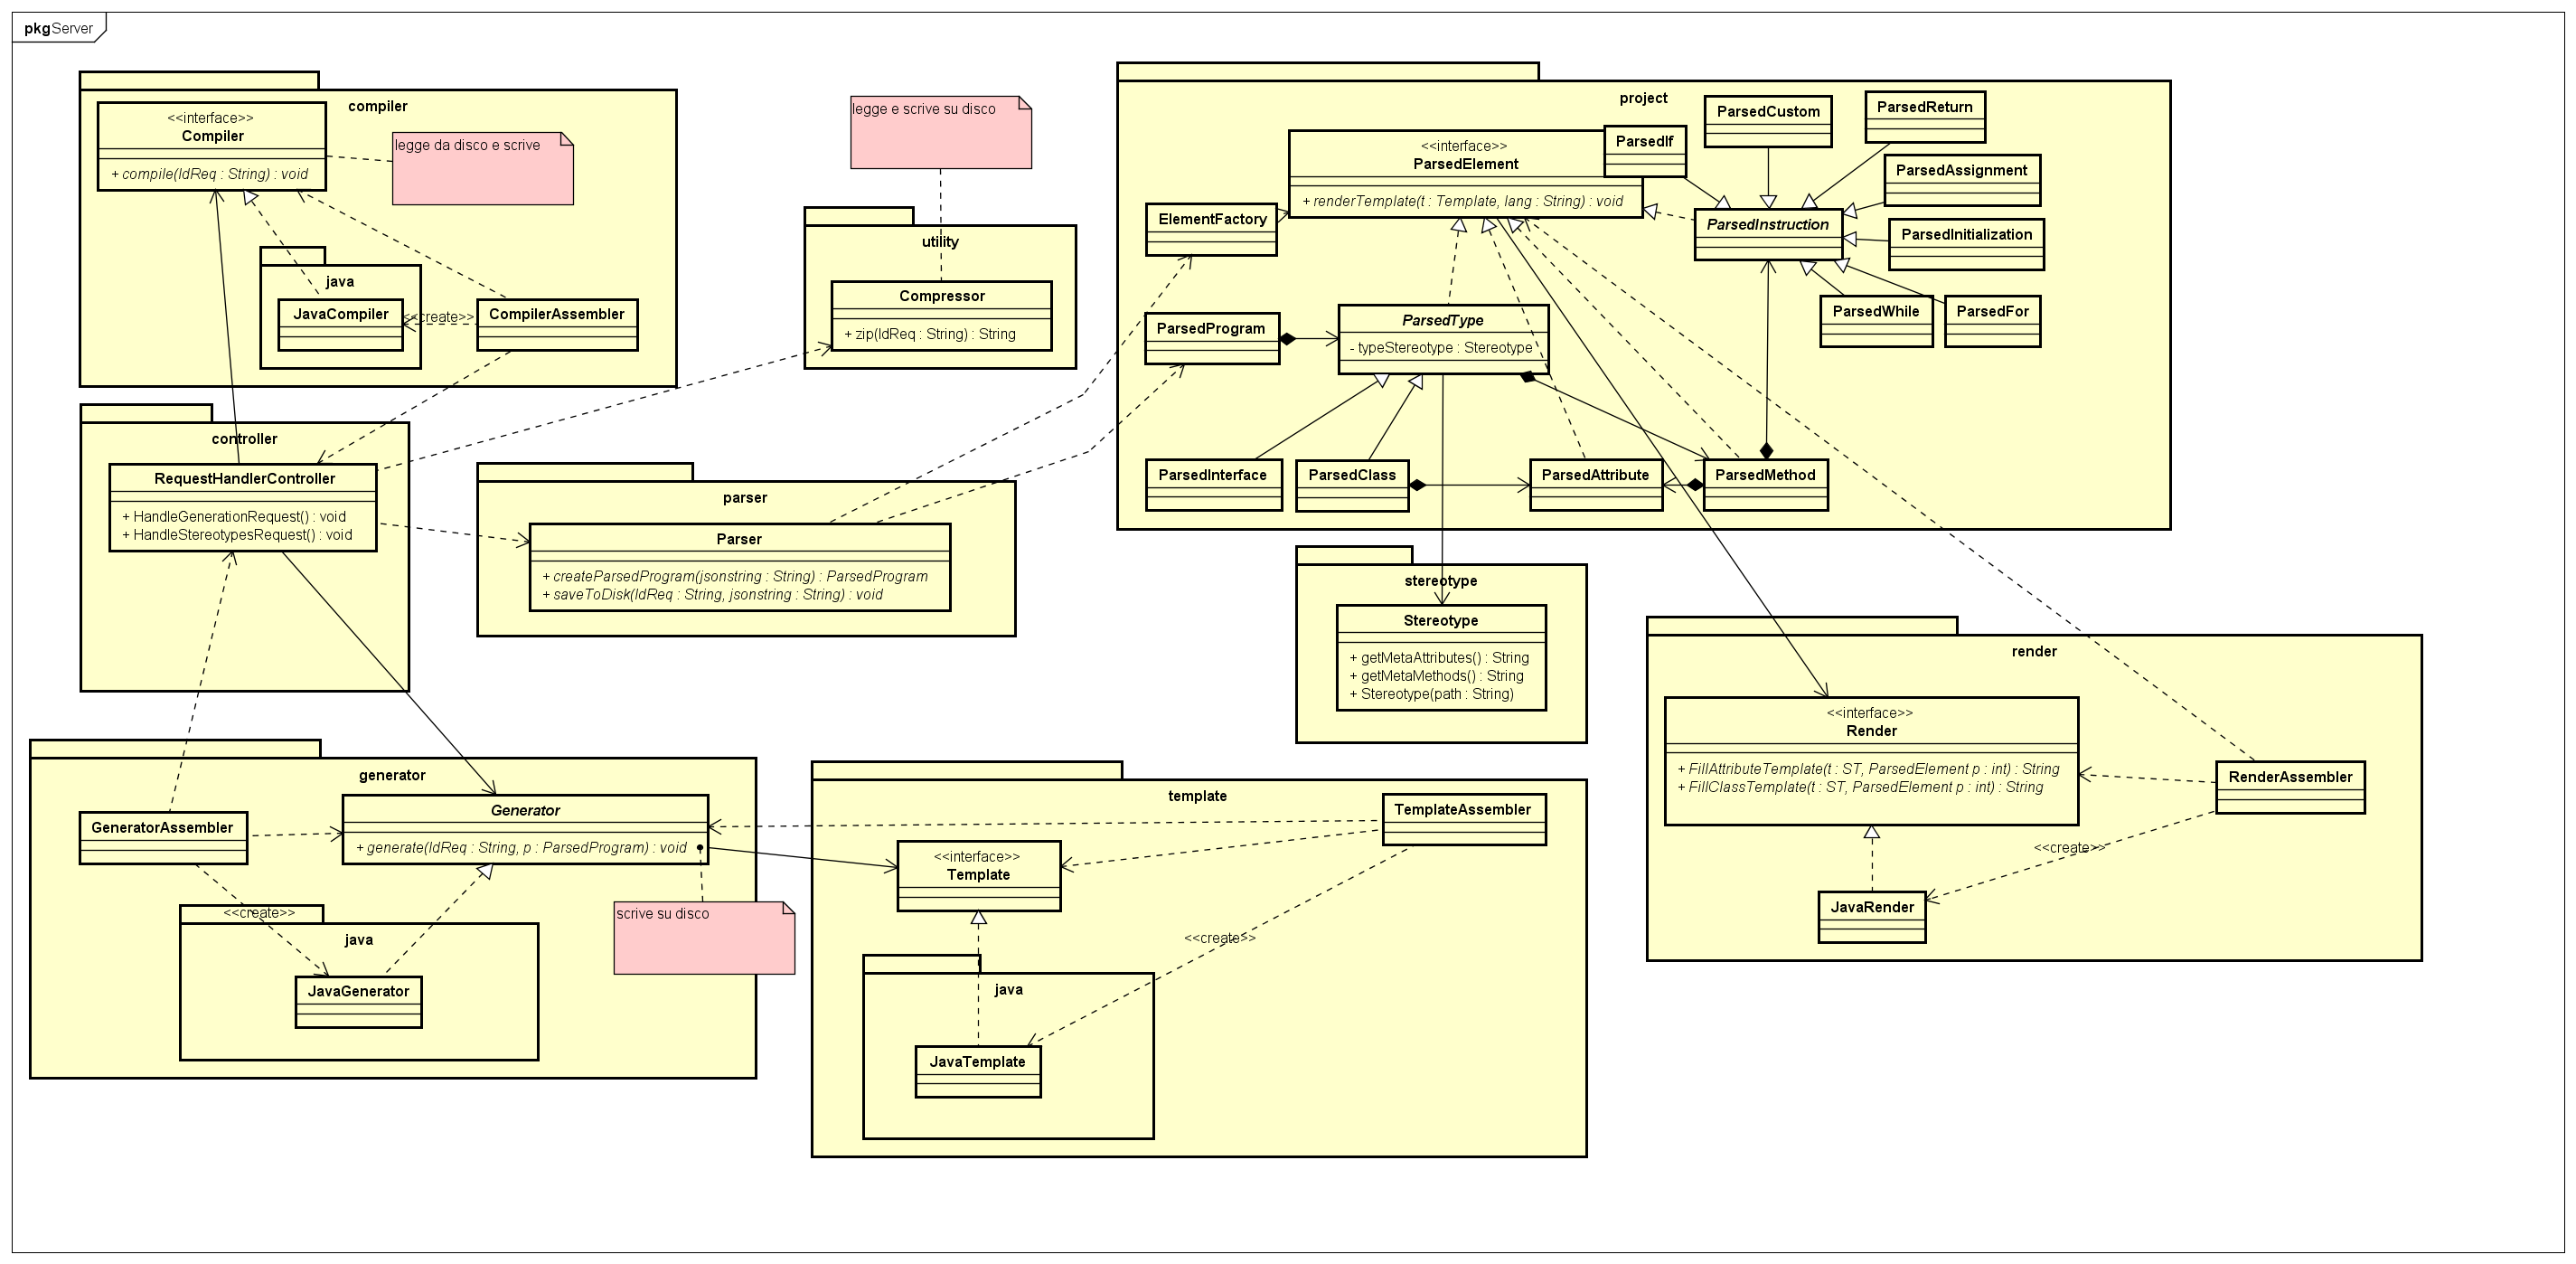 pkgServer
compiler
<<interface>>
Compiler
+ compile(IdReq : String) : void
legge da disco e scrive
java
JavaCompiler
<<create>>
CompilerAssembler
legge e scrive su disco
utility
Compressor
+ zip(IdReq : String) : String
project
<<interface>>
ParsedElement
+ renderTemplate(t : Template, lang : String) : void
ParsedIf
ParsedCustom
ParsedReturn
ParsedAssignment
ParsedInstruction
ParsedInitialization
ParsedWhile
ParsedFor
ElementFactory
ParsedProgram
ParsedType
- typeStereotype : Stereotype
ParsedInterface
ParsedClass
ParsedAttribute
ParsedMethod
controller
RequestHandlerController
+ HandleGenerationRequest() : void
+ HandleStereotypesRequest() : void
parser
Parser
+ createParsedProgram(jsonstring : String) : ParsedProgram
+ saveToDisk(IdReq : String, jsonstring : String) : void
stereotype
Stereotype
+ getMetaAttributes() : String
+ getMetaMethods() : String
+ Stereotype(path : String)
render
<<interface>>
Render
+ FillAttributeTemplate(t : ST, ParsedElement p : int) : String
+ FillClassTemplate(t : ST, ParsedElement p : int) : String
RenderAssembler
<<create>>
JavaRender
generator
GeneratorAssembler
Generator
+ generate(IdReq : String, p : ParsedProgram) : void
<<create>>
java
JavaGenerator
scrive su disco
template
TemplateAssembler
<<interface>>
Template
<<create>>
java
JavaTemplate